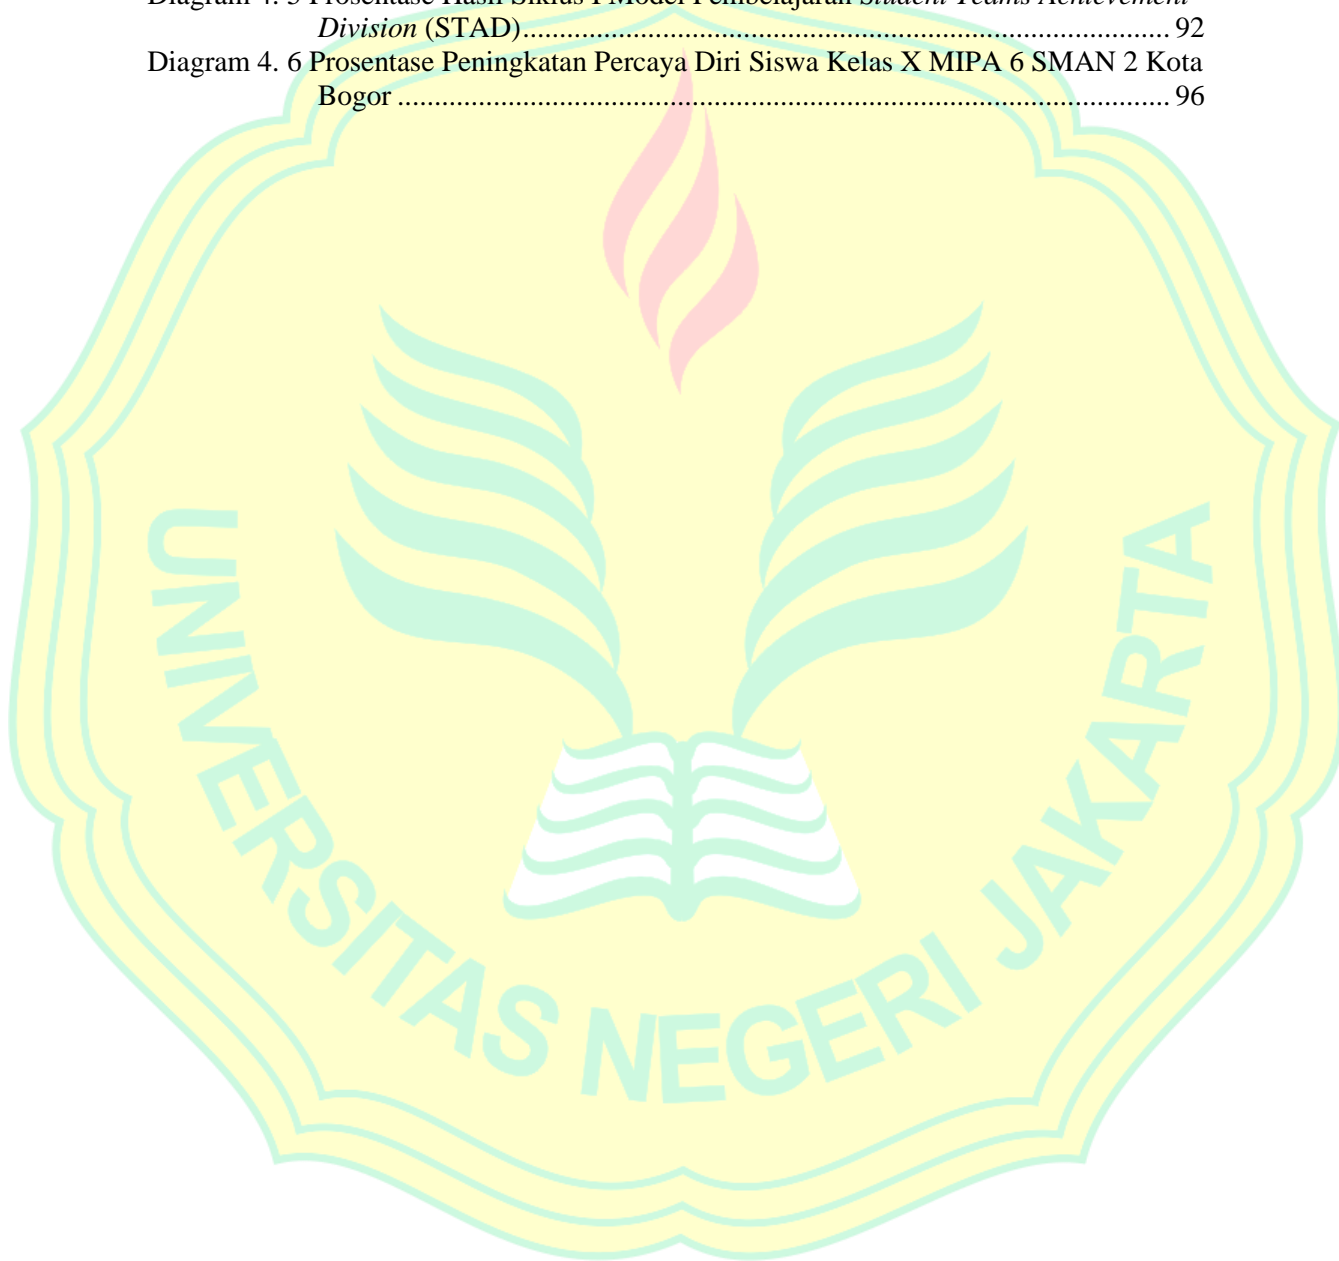 Diagram 4. 5 Prosentase Hasil Siklus I Model Pembelajaran Student Teams Achievement
Division (STAD)....................................................................................... 92
Diagram 4. 6 Prosentase Peningkatan Percaya Diri Siswa Kelas X MIPA 6 SMAN 2 Kota
Bogor ........................................................................................................ 96
UNIVERSITAS NEGERI JAKARTA